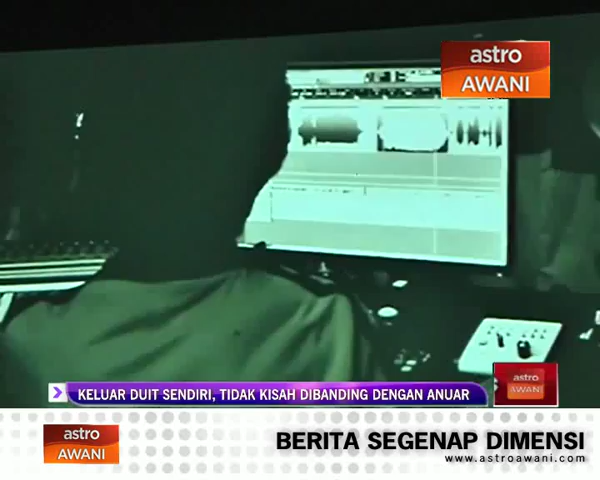 astro
AWANI
KELUAR DUIT SENDIRI, TIDAK KISAH DIBANDING DENGAN ANUAR
astro
AWANI
astro
AWANI
BERITA SEGENAP DIMENSI
www.astroawani.com